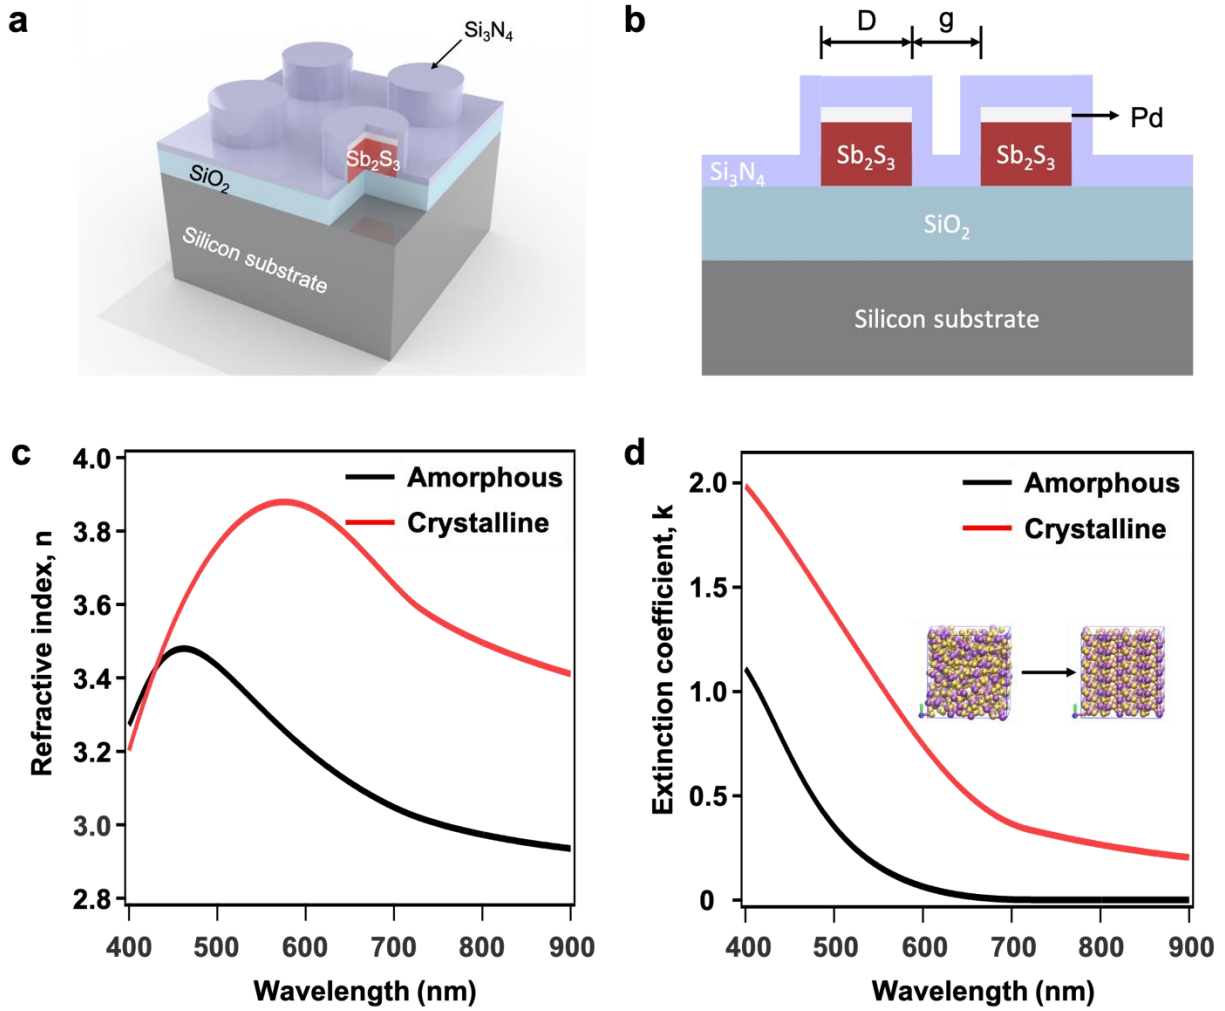 a
Si₃N₄
Sb₂S₃
SiO₂
Silicon substrate
b
D
g
Pd
Sb₂S₃
Sb₂S₃
Si₃N₄
SiO₂
Silicon substrate
c
4.0
3.8
3.6
3.4
3.2
3.0
2.8
Refractive index, n
Amorphous
Crystalline
400 500 600 700 800 900
Wavelength (nm)
d
2.0
1.5
1.0
0.5
0
Extinction coefficient, k
Amorphous
Crystalline
400 500 600 700 800 900
Wavelength (nm)